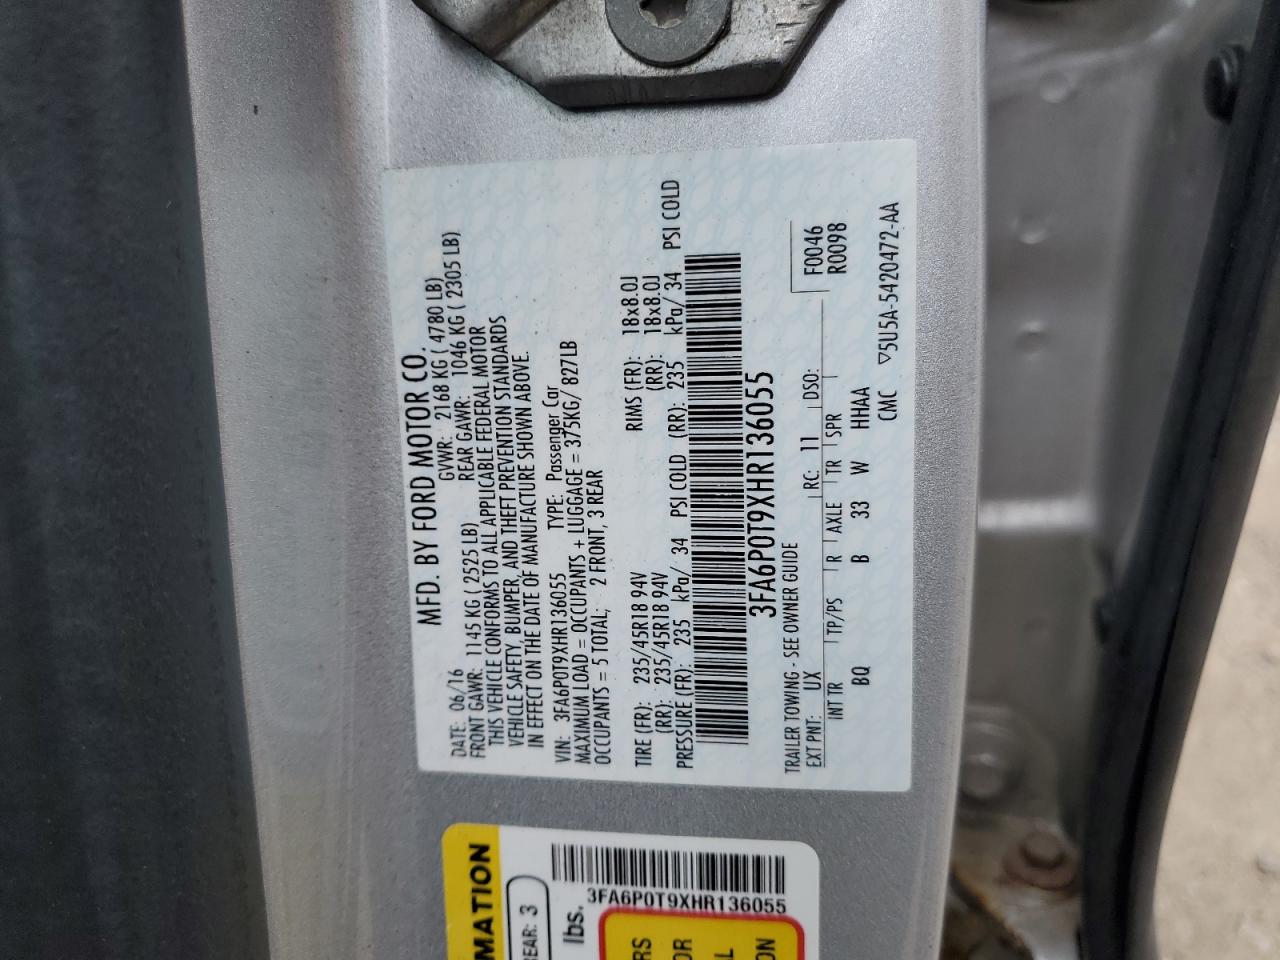 MFD. BY FORD MOTOR CO.
DATE: 06/16 GVWR: 2168 KG ( 4780 LB)
FRONT GAWR: 1145 KG ( 2525 LB) REAR GAWR: 1046 KG ( 2305 LB)
THIS VEHICLE CONFORMS TO ALL APPLICABLE FEDERAL MOTOR
VEHICLE SAFETY, BUMPER, AND THEFT PREVENTION STANDARDS
IN EFFECT ON THE DATE OF MANUFACTURE SHOWN ABOVE.
VIN: 3FA6P0T9XHR136055 TYPE: Passenger Car
MAXIMUM LOAD = OCCUPANTS + LUGGAGE = 375KG/ 827LB
OCCUPANTS = 5 TOTAL; 2 FRONT, 3 REAR
TIRE (FR): 235/45R18 94V RIMS (FR): 18x8.0J
(RR): 235/45R18 94V (RR): 18x8.0J
PRESSURE (FR): 235 kPa/ 34 PSI COLD (RR): 235 kPa/ 34 PSI COLD
3FA6P0T9XHR136055
TRAILER TOWING - SEE OWNER GUIDE F0046
EXT PNT: UX RC: 11 DSO: R0098
INT TR TP/PS R AXLE TR SPR
BQ B 33 W HHAA
CMC ▽5U5A-5420472-AA
MATION
REAR: 3
lbs.
3FA6P0T9XHR136055